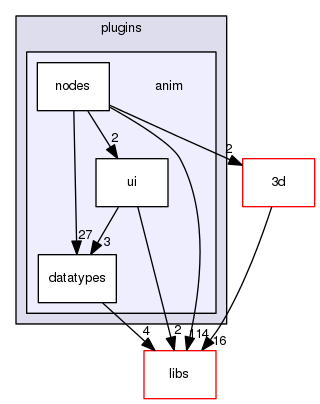 plugins
nodes
anim
2
2
ui
3d
27
3
datatypes
4
2
114
16
libs